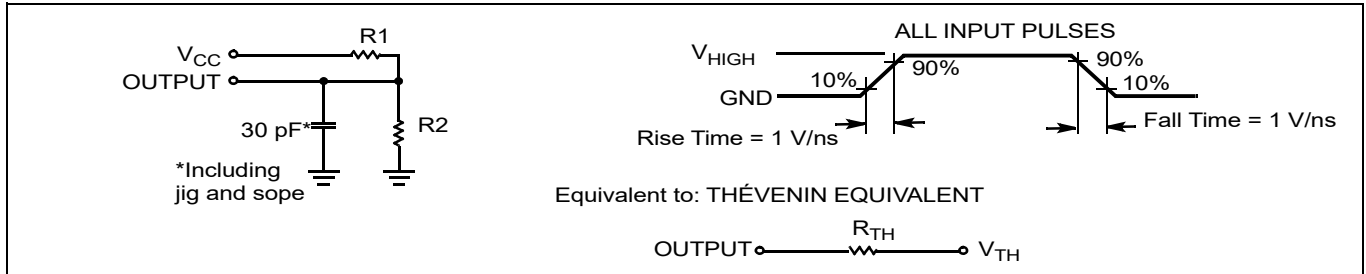 R1
V_CC
OUTPUT
30 pF*
R2
*Including
jig and sope
ALL INPUT PULSES
V_HIGH
GND
10%
90%
90%
10%
Rise Time = 1 V/ns
Fall Time = 1 V/ns
Equivalent to: THÉVENIN EQUIVALENT
R_TH
OUTPUT
V_TH